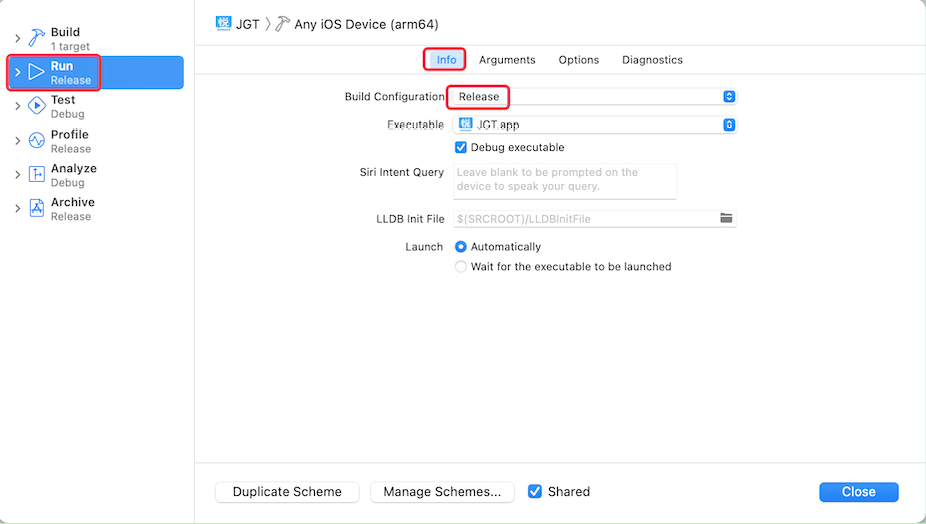 悦 JGT 〉 Any iOS Device (arm64)
Build
1 target
Run
Release
Test
Debug
Profile
Release
Analyze
Debug
Archive
Release
Info Arguments Options Diagnostics
Build Configuration Release
Executable 悦 JGT.app
Debug executable
Siri Intent Query Leave blank to be prompted on the
device to speak your query.
LLDB Init File $(SRCROOT)/LLDBInitFile
Launch Automatically
Wait for the executable to be launched
Duplicate Scheme Manage Schemes... Shared Close